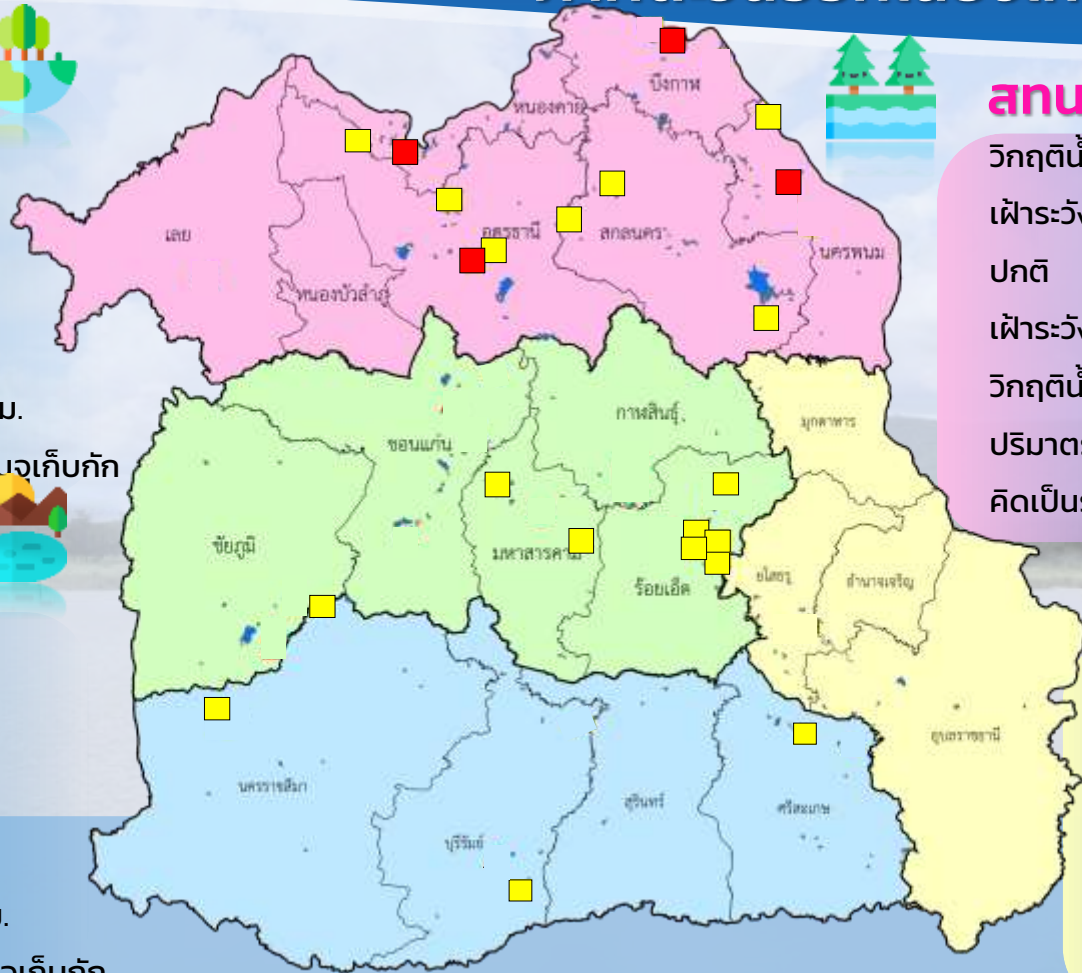 สทน
วิกฤติน้ำ
เฝ้าระวัง
ปกติ
เฝ้าระวัง
วิกฤติน้ำ
ปริมาตร
คิดเป็น
ม.
เก็บกัก
บึงกาฬ
หนองคาย
เลย
อุดรธานี
สกลนคร
นครพนม
หนองบัวลำภู
กาฬสินธุ์
มุกดาหาร
ขอนแก่น
ชัยภูมิ
มหาสารคาม
ร้อยเอ็ด
ยโสธร
อำนาจเจริญ
อุบลราชธานี
นครราชสีมา
บุรีรัมย์
สุรินทร์
ศรีสะเกษ